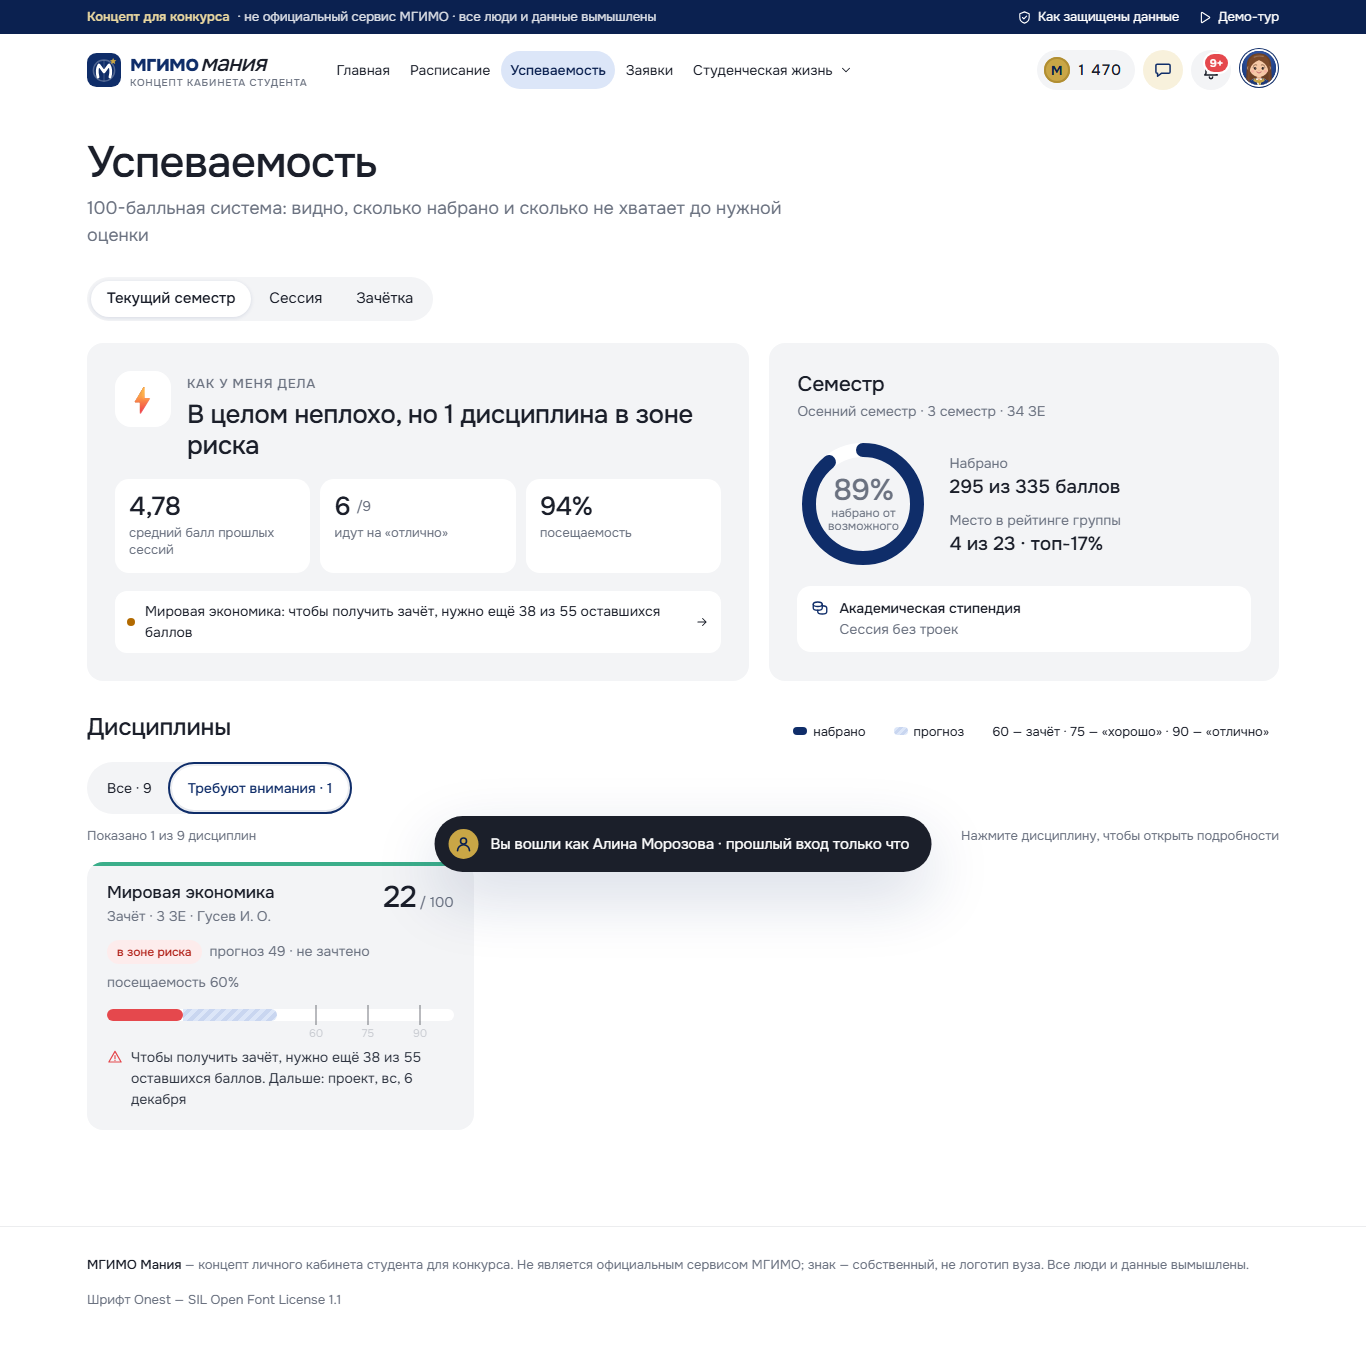 Концепт для конкурса · не официальный сервис МГИМО · все люди и данные вымышлены
Как защищены данные
Демо-тур
МГИМО мания
КОНЦЕПТ КАБИНЕТА СТУДЕНТА
Главная
Расписание
Успеваемость
Заявки
Студенческая жизнь
М 1 470
9+
Успеваемость
100-балльная система: видно, сколько набрано и сколько не хватает до нужной
оценки
Текущий семестр
Сессия
Зачётка
КАК У МЕНЯ ДЕЛА
В целом неплохо, но 1 дисциплина в зоне
риска
4,78
средний балл прошлых
сессий
6 /9
идут на «отлично»
94%
посещаемость
Мировая экономика: чтобы получить зачёт, нужно ещё 38 из 55 оставшихся
баллов
Семестр
Осенний семестр · 3 семестр · 34 ЗЕ
89%
набрано от
возможного
Набрано
295 из 335 баллов
Место в рейтинге группы
4 из 23 · топ-17%
Академическая стипендия
Сессия без троек
Дисциплины
набрано
прогноз
60 — зачёт · 75 — «хорошо» · 90 — «отлично»
Все · 9
Требуют внимания · 1
Показано 1 из 9 дисциплин
Нажмите дисциплину, чтобы открыть подробности
Вы вошли как Алина Морозова · прошлый вход только что
Мировая экономика
22 / 100
Зачёт · 3 ЗЕ · Гусев И. О.
в зоне риска
прогноз 49 · не зачтено
посещаемость 60%
60
75
90
Чтобы получить зачёт, нужно ещё 38 из 55
оставшихся баллов. Дальше: проект, вс, 6
декабря
МГИМО Мания — концепт личного кабинета студента для конкурса. Не является официальным сервисом МГИМО; знак — собственный, не логотип вуза. Все люди и данные вымышлены.
Шрифт Onest — SIL Open Font License 1.1